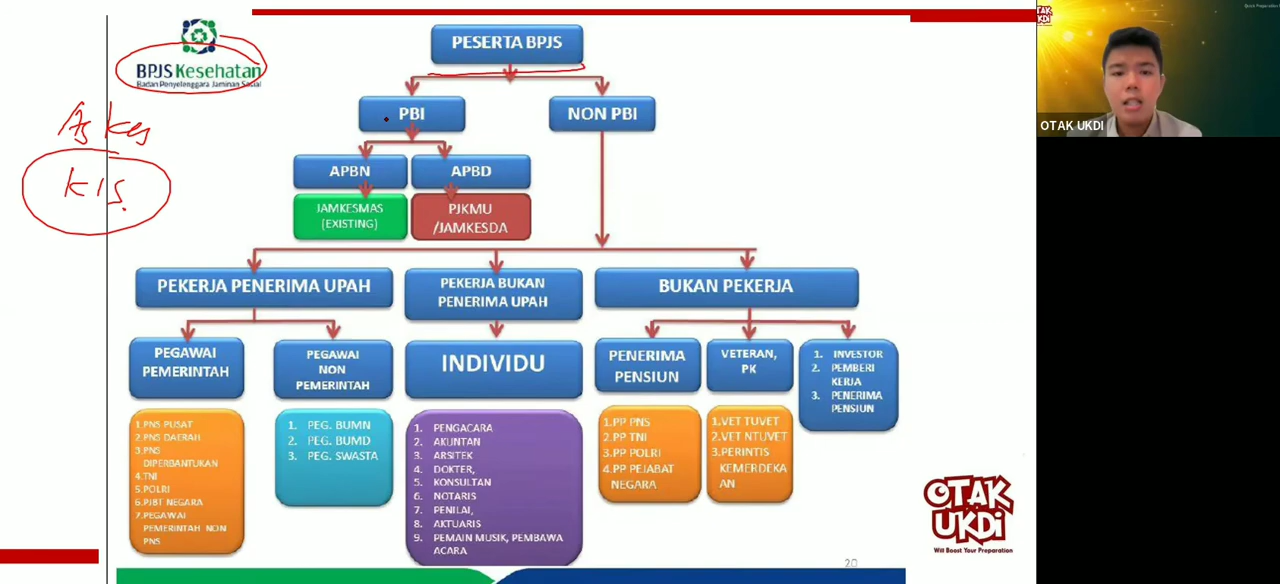 BPJS Kesehatan
Badan Penyelenggara Jaminan Sosial
Askes
KIS
PESERTA BPJS
PBI
NON PBI
APBN
APBD
JAMKESMAS
(EXISTING)
PJKMU
/JAMKESDA
PEKERJA PENERIMA UPAH
PEKERJA BUKAN
PENERIMA UPAH
BUKAN PEKERJA
PEGAWAI
PEMERINTAH
PEGAWAI
NON
PEMERINTAH
INDIVIDU
PENERIMA
PENSIUN
VETERAN,
PK
1. INVESTOR
2. PEMBERI
KERJA
3. PENERIMA
PENSIUN
1.PNS PUSAT
2.PNS DAERAH
3.PNS
DIPERBANTUKAN
4.TNI
5.POLRI
6.PJBT NEGARA
7.PEGAWAI
PEMERINTAH NON
PNS
1. PEG. BUMN
2. PEG. BUMD
3. PEG. SWASTA
1. PENGACARA
2. AKUNTAN
3. ARSITEK
4. DOKTER,
5. KONSULTAN
6. NOTARIS
7. PENILAI,
8. AKTUARIS
9. PEMAIN MUSIK, PEMBAWA
ACARA
1.PP PNS
2.PP TNI
3.PP POLRI
4.PP PEJABAT
NEGARA
1.VET TUVET
2.VET NTUVET
3.PERINTIS
KEMERDEKA
AN
20
OTAK
UKDI
Will Boost Your Preparation
OTAK
UKDI
OTAK UKDI